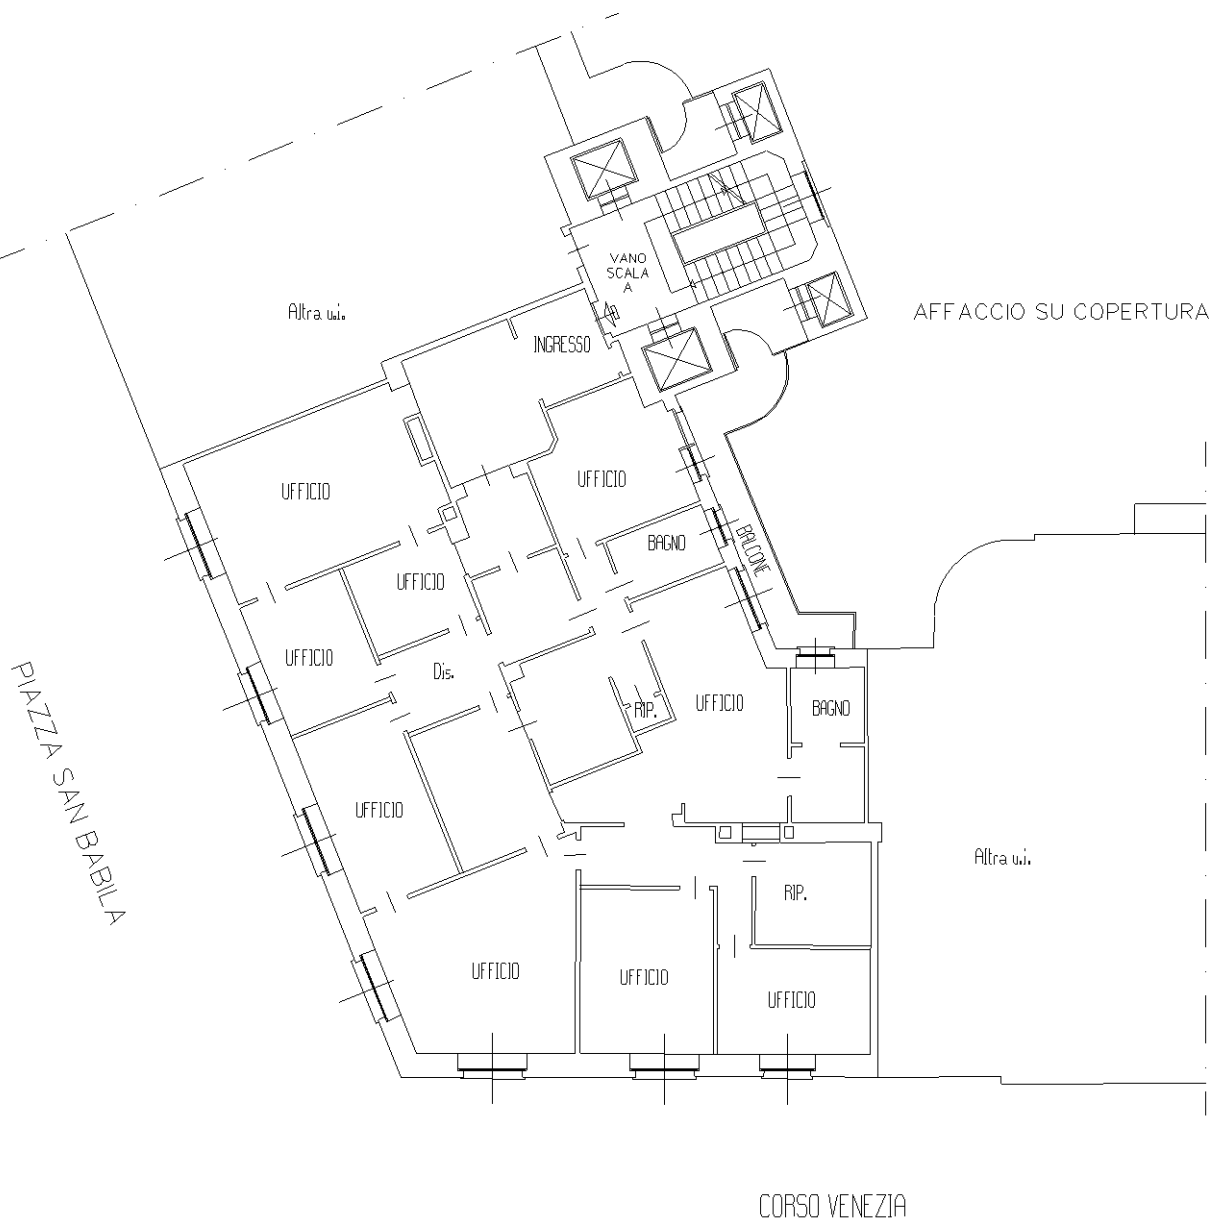 VANO
SCALA
A
Altra u.i.
AFFACCIO SU COPERTURA
INGRESSO
UFFICIO
UFFICIO
BAGNO
BALCONE
UFFICIO
UFFICIO
Dis.
UFFICIO
RIP.
BAGNO
PIAZZA SAN BABILA
UFFICIO
Altra u.i.
RIP.
UFFICIO
UFFICIO
UFFICIO
CORSO VENEZIA